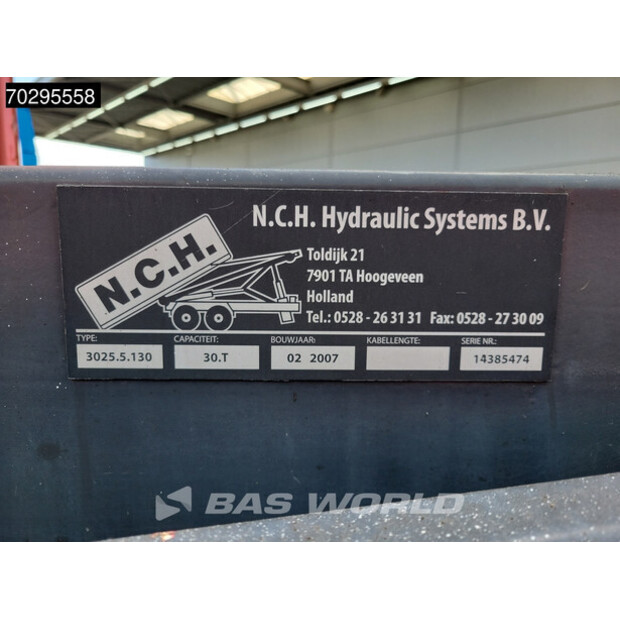 70295558
N.C.H. Hydraulic Systems B.V.
N.C.H.
Toldijk 21
7901 TA Hoogeveen
Holland
Tel.: 0528 - 26 31 31 Fax: 0528 - 27 30 09
TYPE: CAPACITEIT: BOUWJAAR: KABELLENGTE: SERIE NR.:
3025.5.130 30.T 02 2007 14385474
BAS WORLD